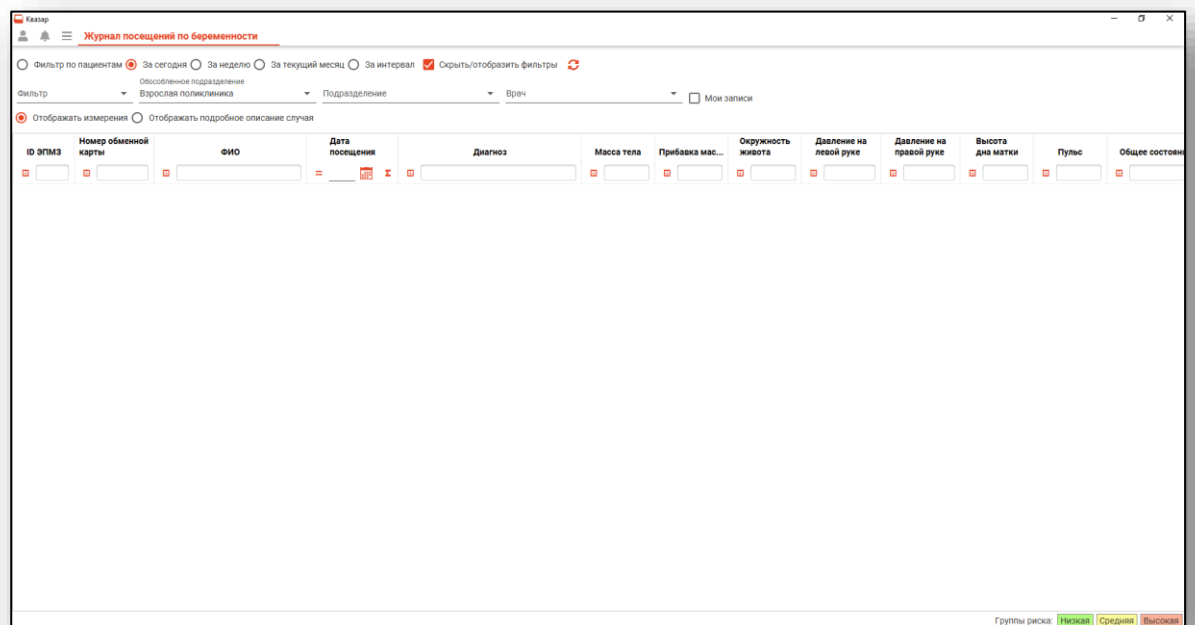 Квазар
Журнал посещений по беременности
Фильтр по пациентам За сегодня За неделю За текущий месяц За интервал Скрыть/отобразить фильтры
Обособленное подразделение
Фильтр Взрослая поликлиника Подразделение Врач Мои записи
Отображать измерения Отображать подробное описание случая
ID ЭПМЗ Номер обменной карты ФИО Дата посещения Диагноз Масса тела Прибавка мас... Окружность живота Давление на левой руке Давление на правой руке Высота дна матки Пульс Общее состояни
Группы риска: Низкая Средняя Высокая